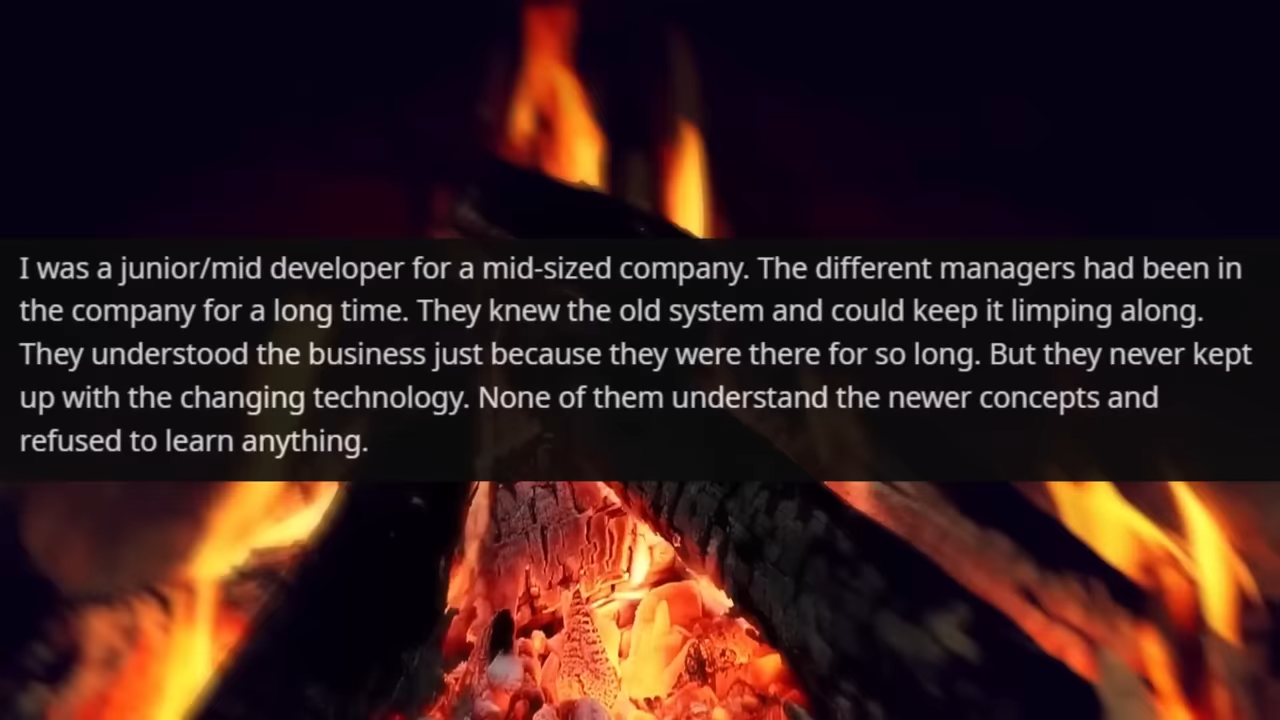 I was a junior/mid developer for a mid-sized company. The different managers had been in
the company for a long time. They knew the old system and could keep it limping along.
They understood the business just because they were there for so long. But they never kept
up with the changing technology. None of them understand the newer concepts and
refused to learn anything.